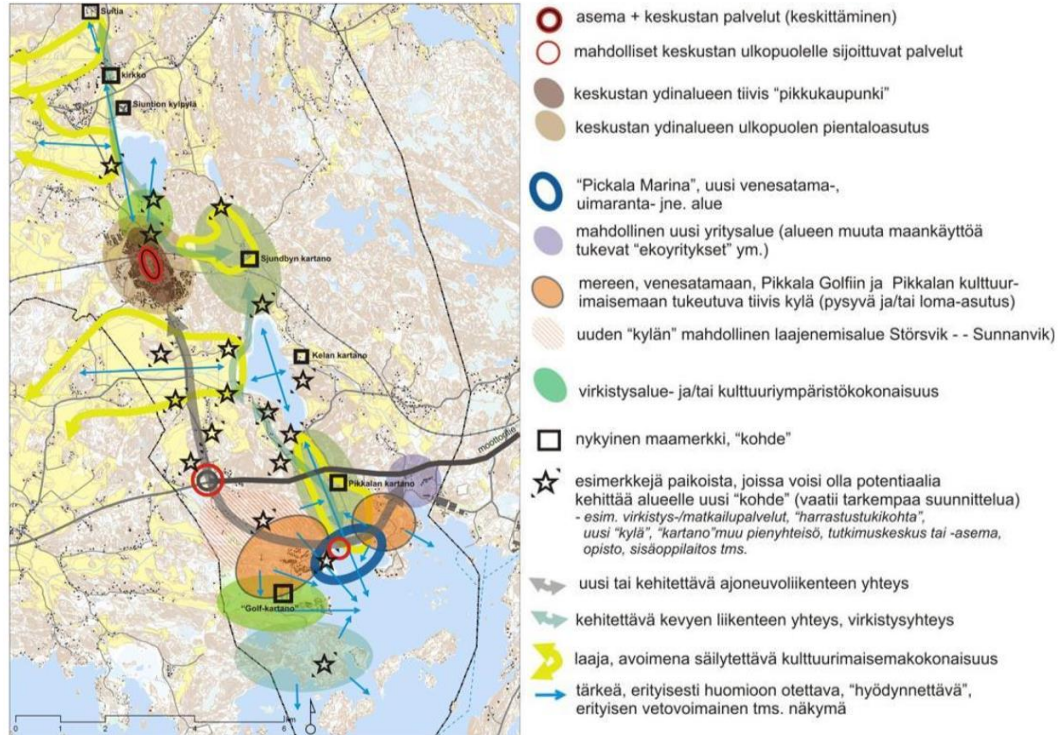 Suitia
kirkko
Siuntion kylpylä
Sjundbyn kartano
Kelan kartano
moottoritie
Pikkalan kartano
"Golf-kartano"
0 1 2 3 4 6 km
asema + keskustan palvelut (keskittäminen)
mahdolliset keskustan ulkopuolelle sijoittuvat palvelut
keskustan ydinalueen tiivis "pikkukaupunki"
keskustan ydinalueen ulkopuolen pientaloasutus
"Pickala Marina", uusi venesatama-,
uimaranta- jne. alue
mahdollinen uusi yritysalue (alueen muuta maankäyttöä
tukevat "ekoyritykset" ym.)
mereen, venesatamaan, Pikkala Golfiin ja Pikkalan kulttuur-
imaisemaan tukeutuva tiivis kylä (pysyvä ja/tai loma-asutus)
uuden "kylän" mahdollinen laajenemisalue Störsvik - - Sunnanvik)
virkistysalue- ja/tai kulttuuriympäristökokonaisuus
nykyinen maamerkki, "kohde"
esimerkkejä paikoista, joissa voisi olla potentiaalia
kehittää alueelle uusi "kohde" (vaatii tarkempaa suunnittelua)
- esim. virkistys-/matkailupalvelut, "harrastustukikohta",
uusi "kylä", "kartano"muu pienyhteisö, tutkimuskeskus tai -asema,
opisto, sisäoppilaitos tms.
uusi tai kehitettävä ajoneuvoliikenteen yhteys
kehitettävä kevyen liikenteen yhteys, virkistysyhteys
laaja, avoimena säilytettävä kulttuurimaisemakokonaisuus
tärkeä, erityisesti huomioon otettava, "hyödynnettävä",
erityisen vetovoimainen tms. näkymä